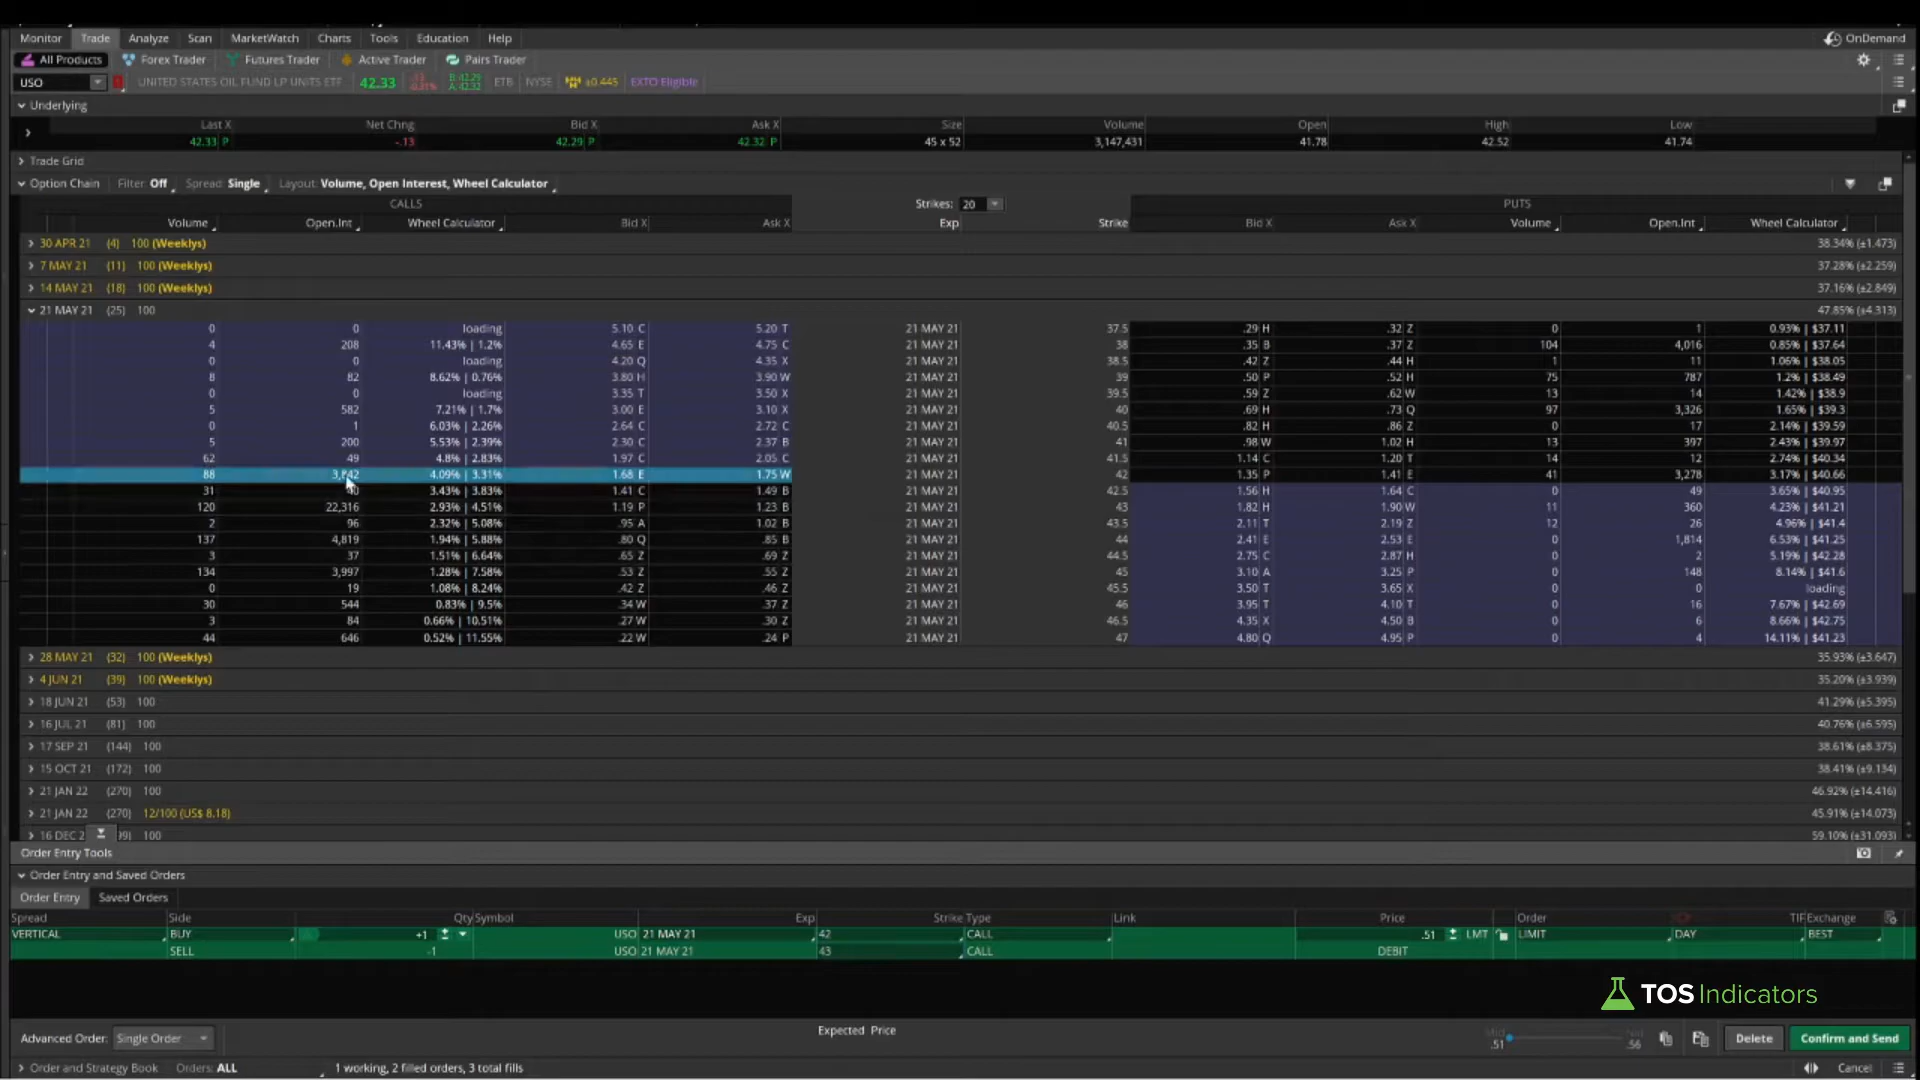 Monitor Trade Analyze Scan MarketWatch Charts Tools Education Help OnDemand
All Products Forex Trader Futures Trader Active Trader Pairs Trader
USO UNITED STATES OIL FUND LP UNITS ETF 42.33 B: 42.29 A: 42.32 ETB NYSE ±0.445 EXTO Eligible
Underlying
Last X Net Chng Bid X Ask X Size Volume Open High Low
42.33 P -.13 42.29 P 42.32 P 45 x 52 3,147,431 41.78 42.52 41.74
Trade Grid
Option Chain Filter: Off Spread: Single Layout: Volume, Open Interest, Wheel Calculator
CALLS Strikes: 20 PUTS
Volume Open.Int Wheel Calculator Bid X Ask X Exp Strike Bid X Ask X Volume Open.Int Wheel Calculator
30 APR 21 (4) 100 (Weeklys) 38.34% (±1.473)
7 MAY 21 (11) 100 (Weeklys) 37.28% (±2.259)
14 MAY 21 (18) 100 (Weeklys) 37.16% (±2.849)
21 MAY 21 (25) 100 47.85% (±4.313)
0 0 loading 5.10 C 5.20 T 21 MAY 21 37.5 .29 H .32 Z 0 1 0.93% | $37.11
4 208 11.43% | 1.2% 4.65 E 4.75 C 21 MAY 21 38 .35 B .37 Z 104 4,016 0.85% | $37.64
0 0 loading 4.20 Q 4.35 X 21 MAY 21 38.5 .42 Z .44 H 1 11 1.06% | $38.05
8 82 8.62% | 0.76% 3.80 H 3.90 W 21 MAY 21 39 .50 P .52 H 75 787 1.2% | $38.49
0 0 loading 3.35 T 3.50 X 21 MAY 21 39.5 .59 Z .62 W 13 14 1.42% | $38.9
5 582 7.21% | 1.7% 3.00 E 3.10 X 21 MAY 21 40 .69 H .73 Q 97 3,326 1.65% | $39.3
0 1 6.03% | 2.26% 2.64 C 2.72 C 21 MAY 21 40.5 .82 H .86 Z 0 17 2.14% | $39.59
5 200 5.53% | 2.39% 2.30 C 2.37 B 21 MAY 21 41 .98 W 1.02 H 13 397 2.43% | $39.97
62 49 4.8% | 2.83% 1.97 C 2.05 C 21 MAY 21 41.5 1.14 C 1.20 T 14 12 2.74% | $40.34
88 4.09% | 3.31% 1.68 E 1.75 W 21 MAY 21 42 1.35 P 1.41 E 41 3,278 3.17% | $40.66
31 3.43% | 3.83% 1.41 C 1.49 B 21 MAY 21 42.5 1.56 H 1.64 C 0 49 3.65% | $40.95
120 22,316 2.93% | 4.51% 1.19 P 1.23 B 21 MAY 21 43 1.82 H 1.90 W 11 360 4.23% | $41.21
2 96 2.32% | 5.08% .95 A 1.02 B 21 MAY 21 43.5 2.11 T 2.19 Z 12 26 4.96% | $41.4
137 4,819 1.94% | 5.88% .80 Q .85 B 21 MAY 21 44 2.41 E 2.53 E 0 1,814 6.53% | $41.25
3 37 1.51% | 6.64% .65 Z .69 Z 21 MAY 21 44.5 2.75 C 2.87 H 0 2 5.19% | $42.28
134 3,997 1.28% | 7.58% .53 Z .55 Z 21 MAY 21 45 3.10 A 3.25 P 0 148 8.14% | $41.6
0 19 1.08% | 8.24% .42 Z .46 Z 21 MAY 21 45.5 3.50 T 3.65 X 0 0 loading
30 544 0.83% | 9.5% .34 W .37 Z 21 MAY 21 46 3.95 T 4.10 T 0 16 7.67% | $42.69
3 84 0.66% | 10.51% .27 W .30 Z 21 MAY 21 46.5 4.35 X 4.50 B 0 6 8.66% | $42.75
44 646 0.52% | 11.55% .22 W .24 P 21 MAY 21 47 4.80 Q 4.95 P 0 4 14.11% | $41.23
28 MAY 21 (32) 100 (Weeklys) 35.93% (±3.647)
4 JUN 21 (39) 100 (Weeklys) 35.20% (±3.939)
18 JUN 21 (53) 100 41.29% (±5.395)
16 JUL 21 (81) 100 40.76% (±6.595)
17 SEP 21 (144) 100 38.61% (±8.375)
15 OCT 21 (172) 100 38.41% (±9.134)
21 JAN 22 (270) 100 46.92% (±14.416)
21 JAN 22 (270) 12/100 (US$ 8.18) 45.91% (±14.073)
16 DEC 100 59.10% (±31.093)
Order Entry Tools
Order Entry and Saved Orders
Order Entry Saved Orders
Spread Side Qty Symbol Exp Strike Type Link Price Order TIF Exchange
VERTICAL BUY +1 USO 21 MAY 21 42 CALL .51 LMT LIMIT DAY BEST
SELL -1 USO 21 MAY 21 43 CALL DEBIT
TOS Indicators
Advanced Order: Single Order Expected Price .51 .56 Delete Confirm and Send
Order and Strategy Book Orders: ALL 1 working, 2 filled orders, 3 total fills Cancel